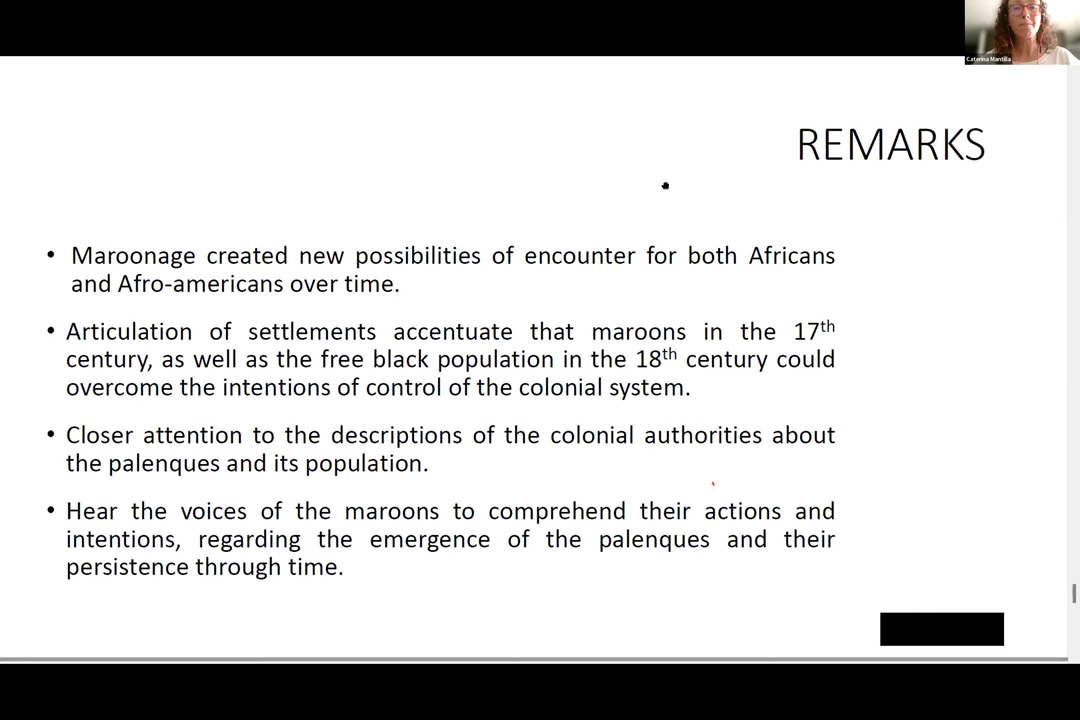 Catarina Mantilla
REMARKS
• Maroonage created new possibilities of encounter for both Africans
and Afro-americans over time.
• Articulation of settlements accentuate that maroons in the 17th
century, as well as the free black population in the 18th century could
overcome the intentions of control of the colonial system.
• Closer attention to the descriptions of the colonial authorities about
the palenques and its population.
• Hear the voices of the maroons to comprehend their actions and
intentions, regarding the emergence of the palenques and their
persistence through time.